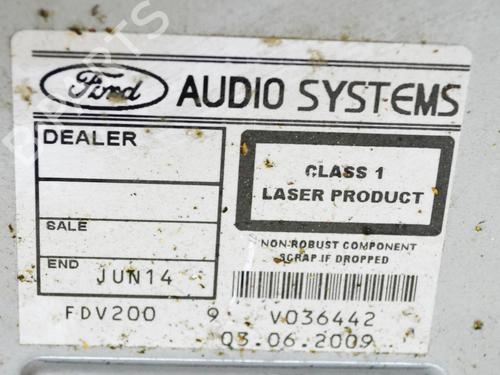 Ford AUDIO SYSTEMS
DEALER
CLASS 1
LASER PRODUCT
SALE
NON-ROBUST COMPONENT
SCRAP IF DROPPED
END JUN14
FDV200 9 V036442
03.06.2009